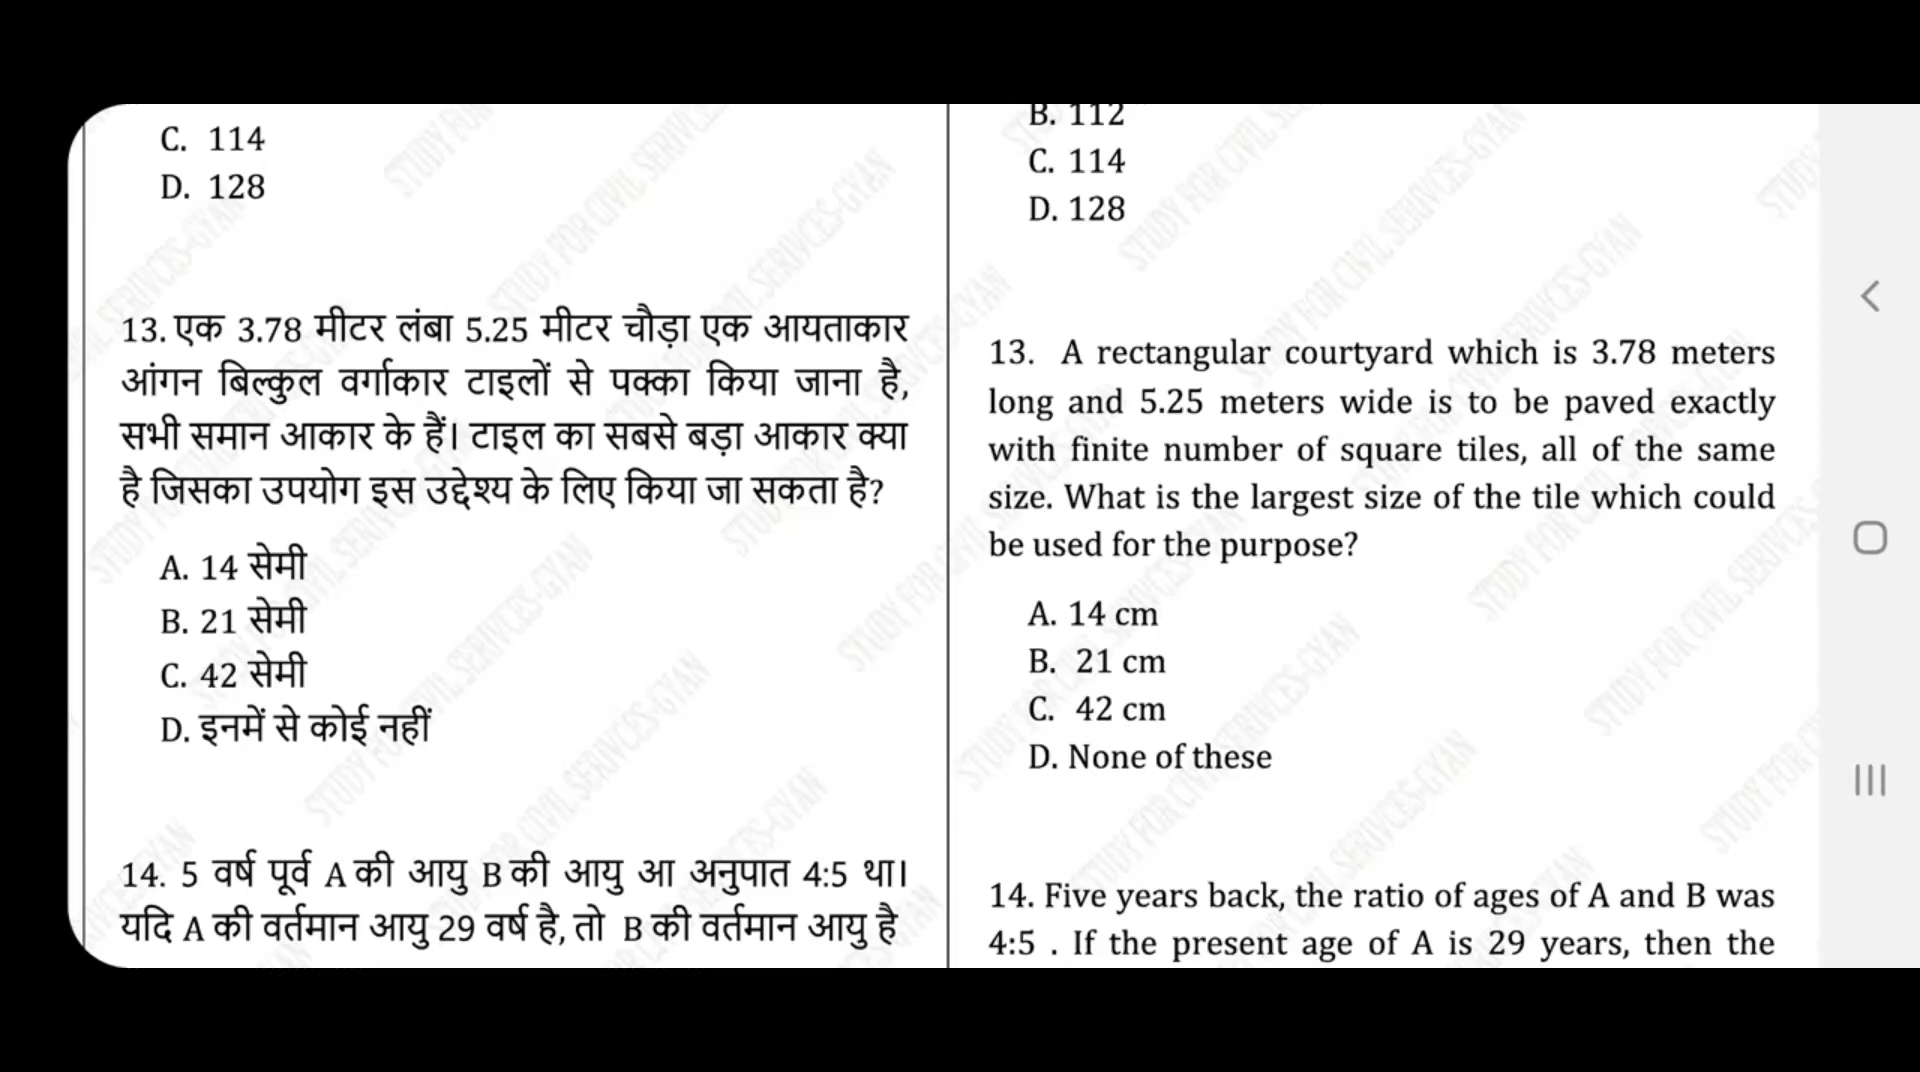 C. 114
D. 128
13. एक 3.78 मीटर लंबा 5.25 मीटर चौड़ा एक आयताकार
आंगन बिल्कुल वर्गाकार टाइलों से पक्का किया जाना है,
सभी समान आकार के हैं। टाइल का सबसे बड़ा आकार क्या
है जिसका उपयोग इस उद्देश्य के लिए किया जा सकता है?
A. 14 सेमी
B. 21 सेमी
C. 42 सेमी
D. इनमें से कोई नहीं
14. 5 वर्ष पूर्व A की आयु B की आयु आ अनुपात 4:5 था।
यदि A की वर्तमान आयु 29 वर्ष है, तो B की वर्तमान आयु है
B. 112
C. 114
D. 128
13. A rectangular courtyard which is 3.78 meters
long and 5.25 meters wide is to be paved exactly
with finite number of square tiles, all of the same
size. What is the largest size of the tile which could
be used for the purpose?
A. 14 cm
B. 21 cm
C. 42 cm
D. None of these
14. Five years back, the ratio of ages of A and B was
4:5 . If the present age of A is 29 years, then the
STUDY FOR CIVIL SERIVCES-GYAN